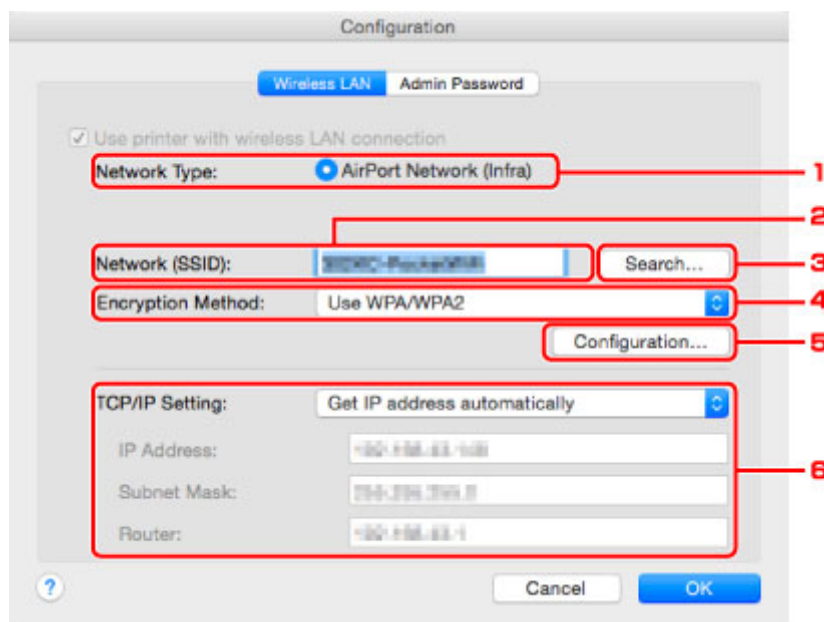 Configuration
Wireless LAN Admin Password
Use printer with wireless LAN connection
Network Type: AirPort Network (Infra) 1
2
Network (SSID): Search... 3
Encryption Method: Use WPA/WPA2 4
Configuration... 5
TCP/IP Setting: Get IP address automatically
IP Address:
6
Subnet Mask:
Router:
? Cancel OK